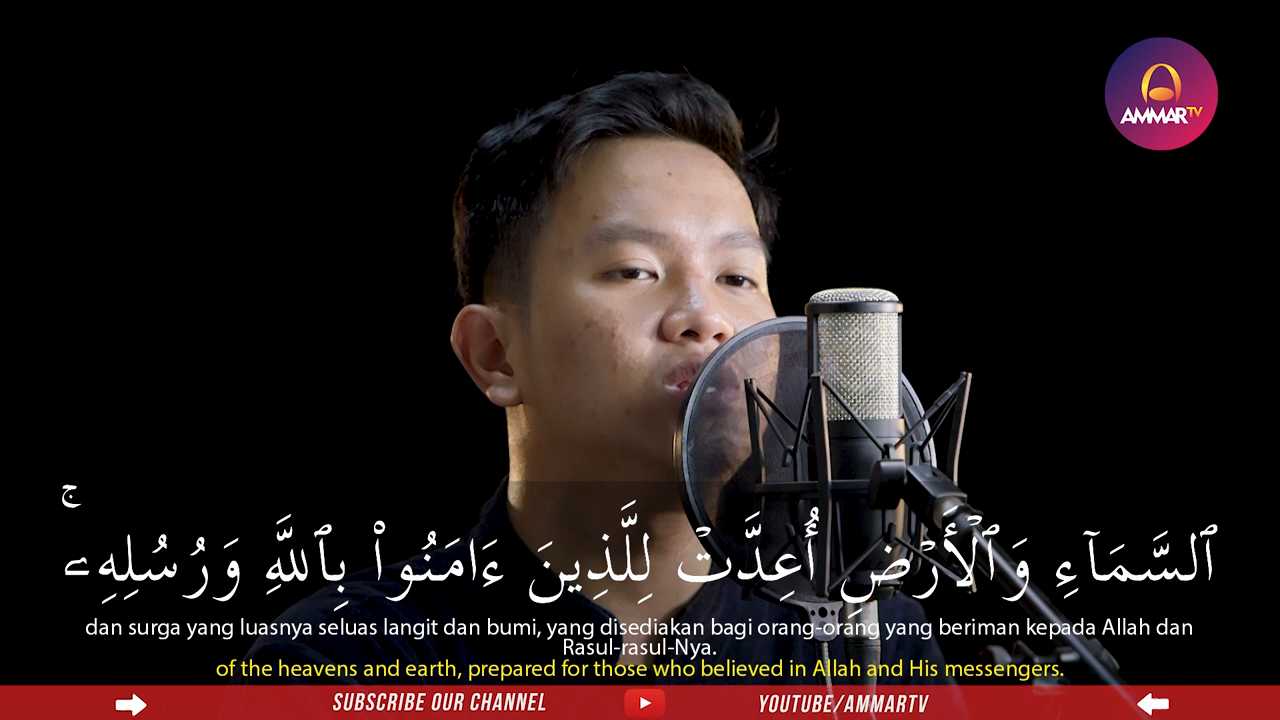 AMMARTV
ٱلسَّمَآءِ وَٱلْأَرْضِ أُعِدَّتْ لِلَّذِينَ ءَامَنُوا۟ بِٱللَّهِ وَرُسُلِهِۦ ۚ
dan surga yang luasnya seluas langit dan bumi, yang disediakan bagi orang-orang yang beriman kepada Allah dan
Rasul-rasul-Nya.
of the heavens and earth, prepared for those who believed in Allah and His messengers.
SUBSCRIBE OUR CHANNEL YOUTUBE/AMMARTV